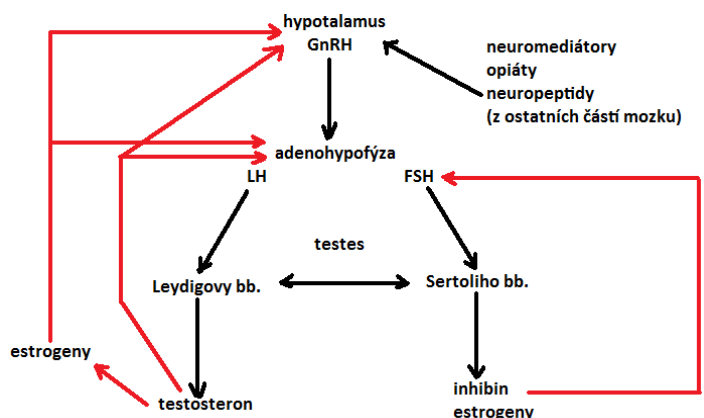 hypotalamus
GnRH
neuromediátory
opiáty
neuropeptidy
(z ostatních částí mozku)
adenohypofýza
LH
FSH
testes
Leydigovy bb.
Sertoliho bb.
estrogeny
testosteron
inhibin
estrogeny